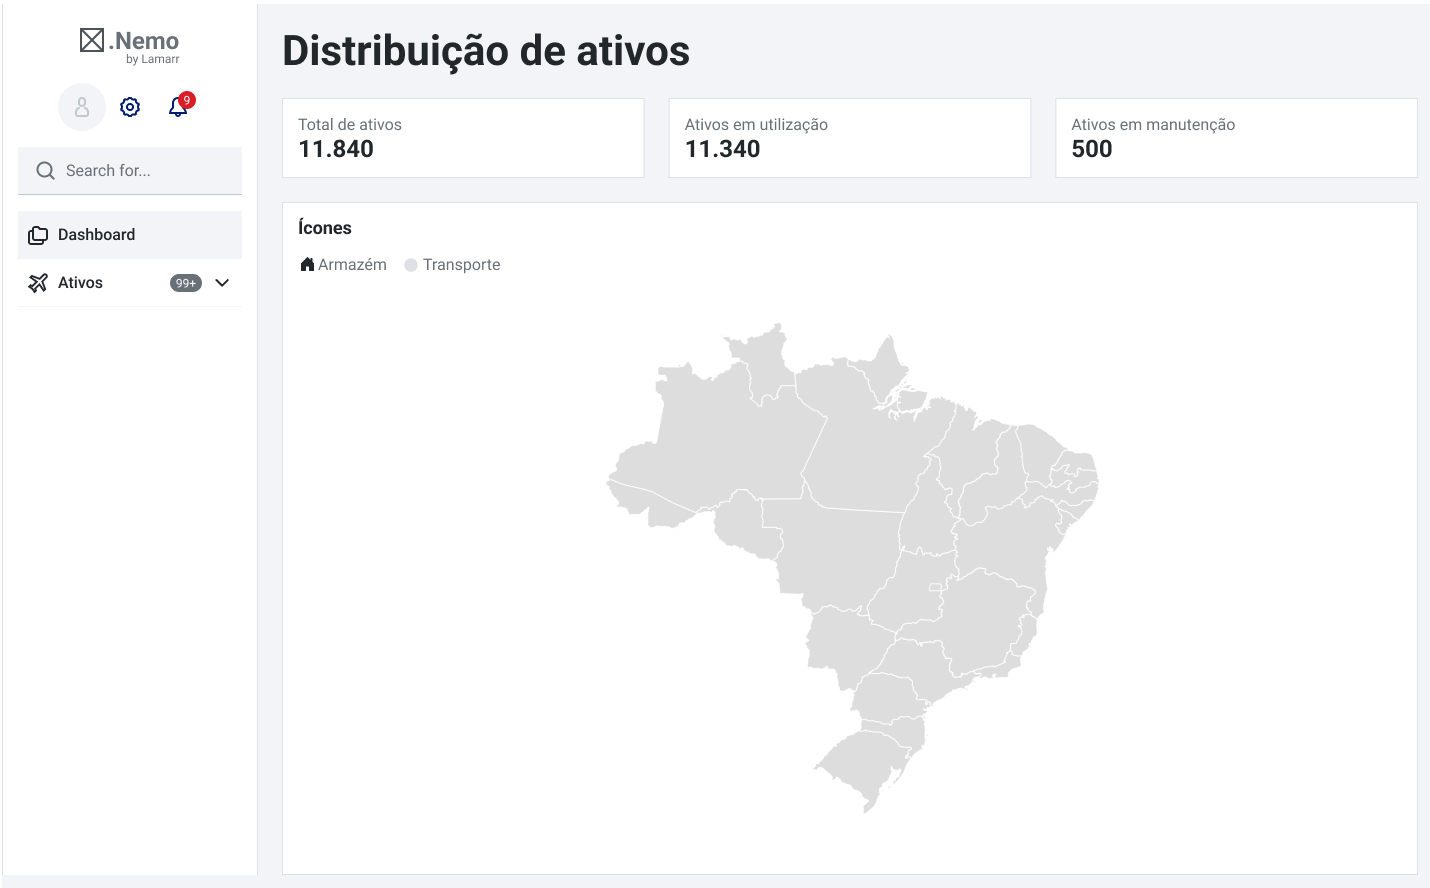 .Nemo
by Lamarr
9
Search for...
Dashboard
Ativos 99+
Distribuição de ativos
Total de ativos
11.840
Ativos em utilização
11.340
Ativos em manutenção
500
Ícones
Armazém Transporte